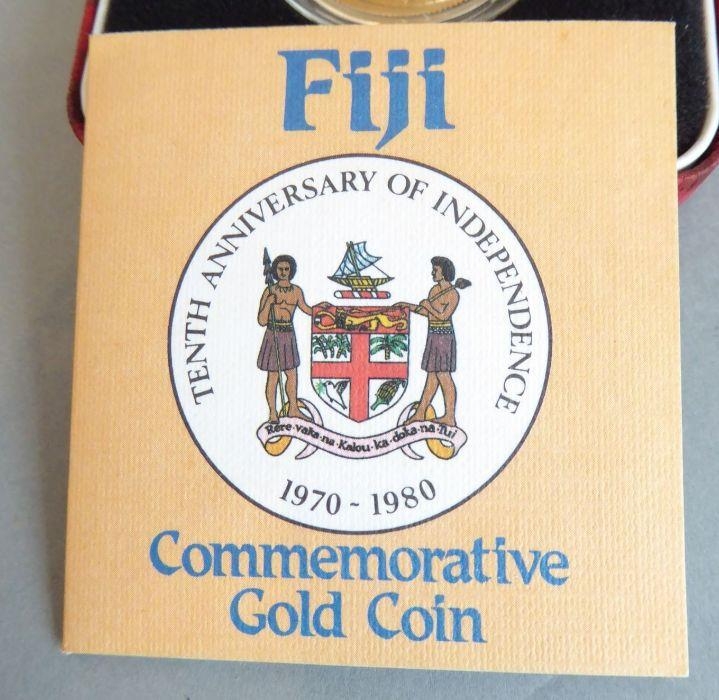 Fiji
TENTH ANNIVERSARY OF INDEPENDENCE
Rere·vaka·na·Kalou·ka·doka·na·Tui
1970 - 1980
Commemorative
Gold Coin